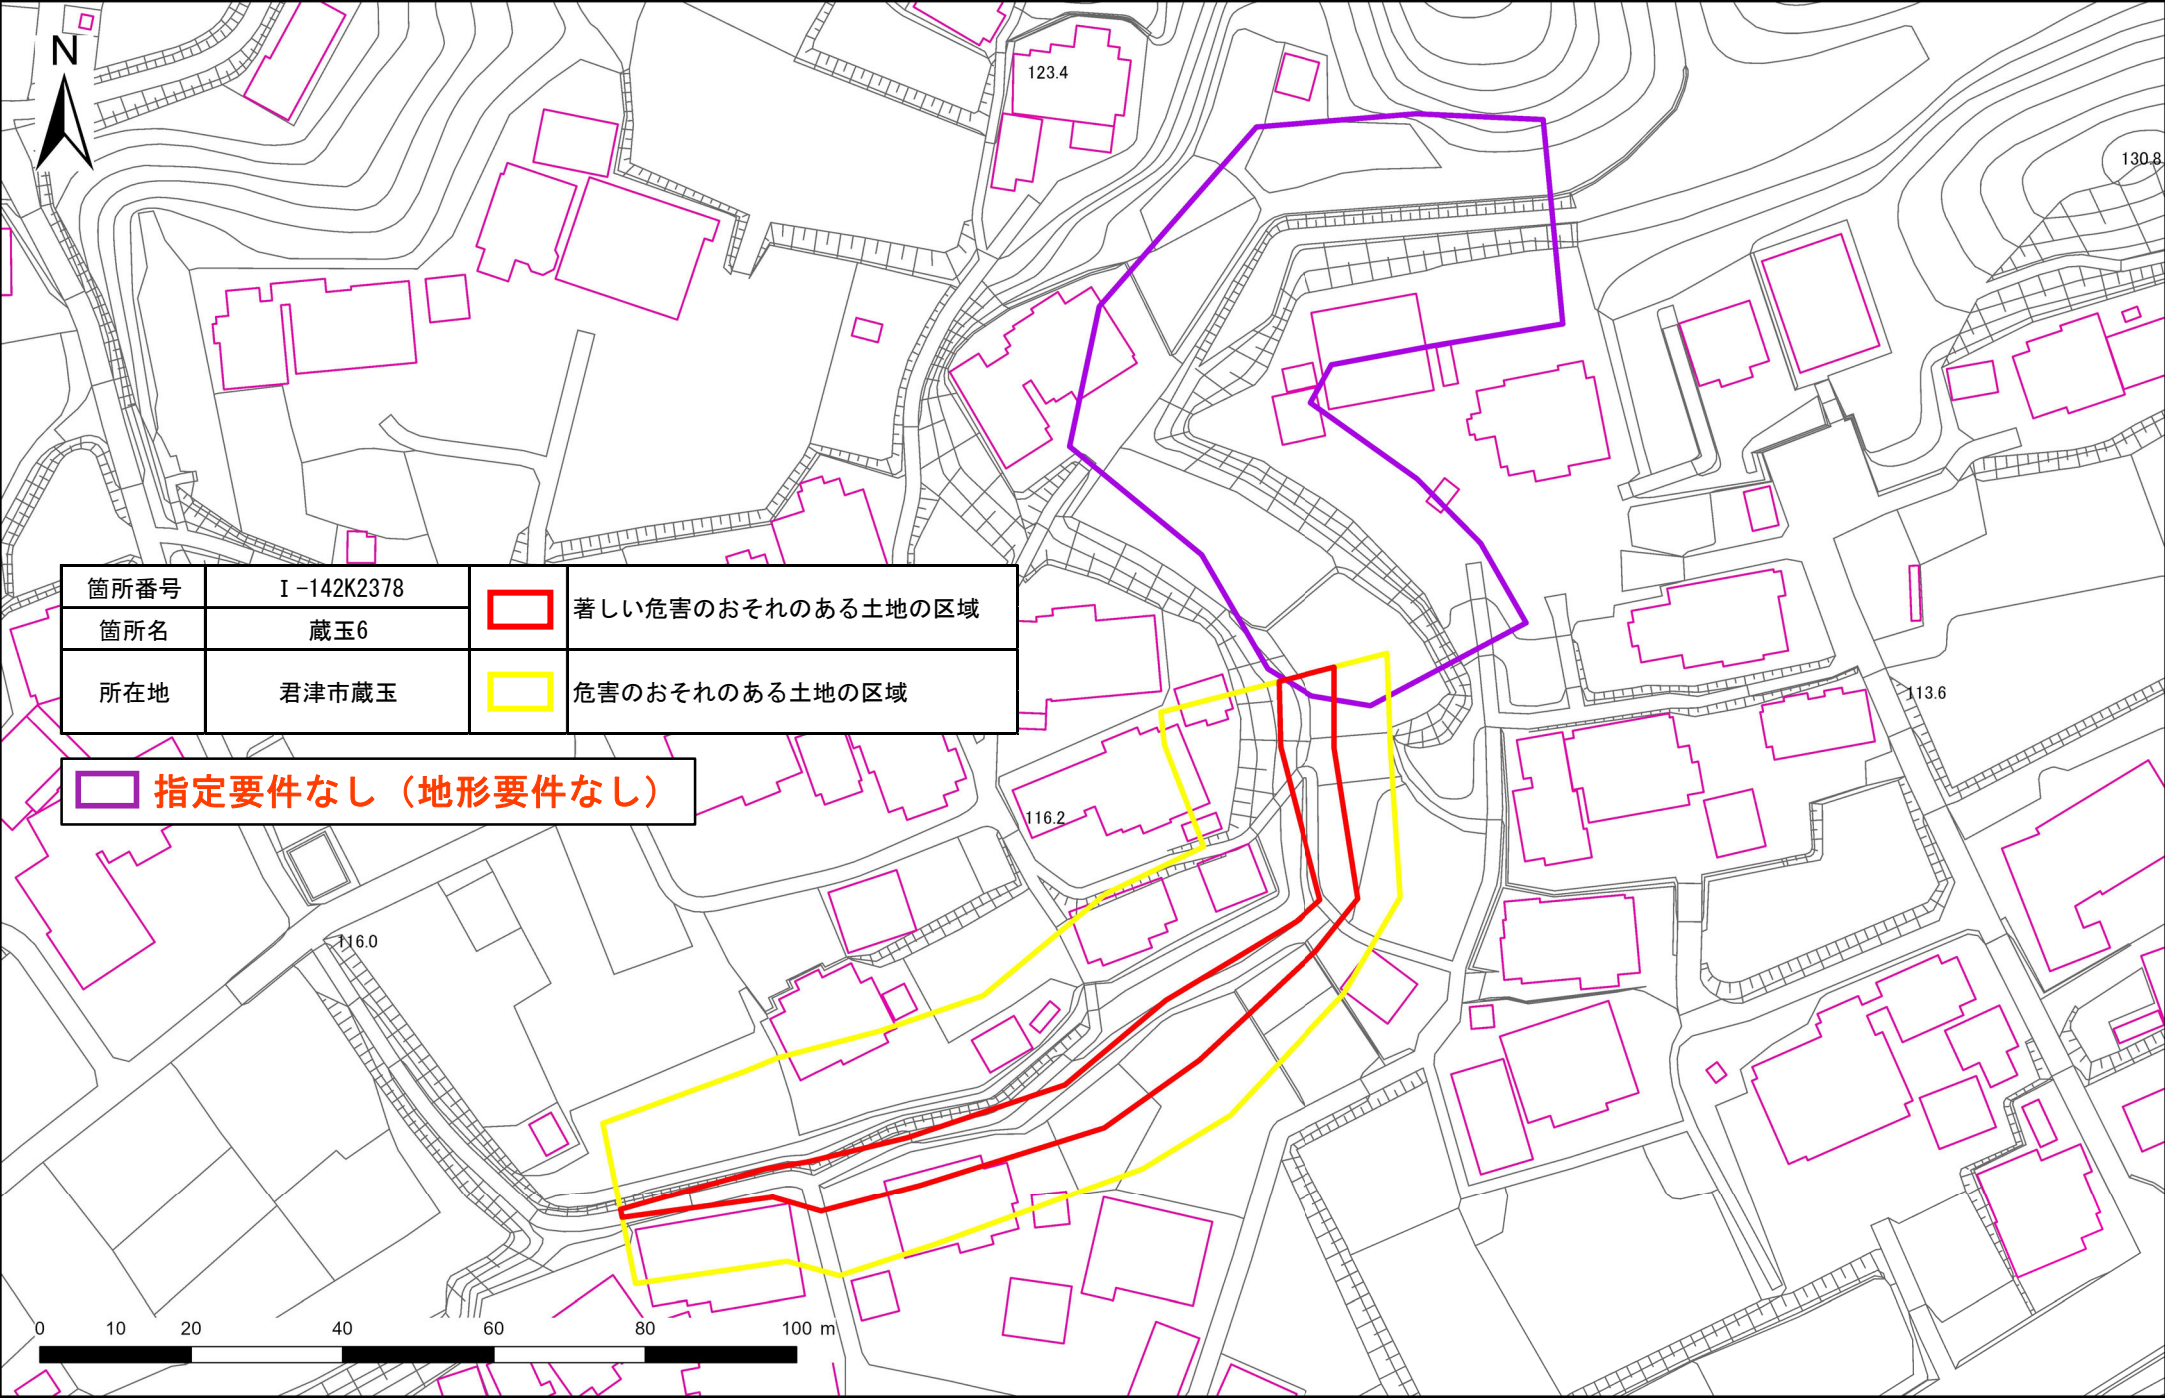 N
123.4
130.8
箇所番号 Ⅰ-142K2378
著しい危害のおそれのある土地の区域
箇所名 蔵玉6
所在地 君津市蔵玉
危害のおそれのある土地の区域
113.6
指定要件なし（地形要件なし）
116.2
116.0
0 10 20 40 60 80 100 m